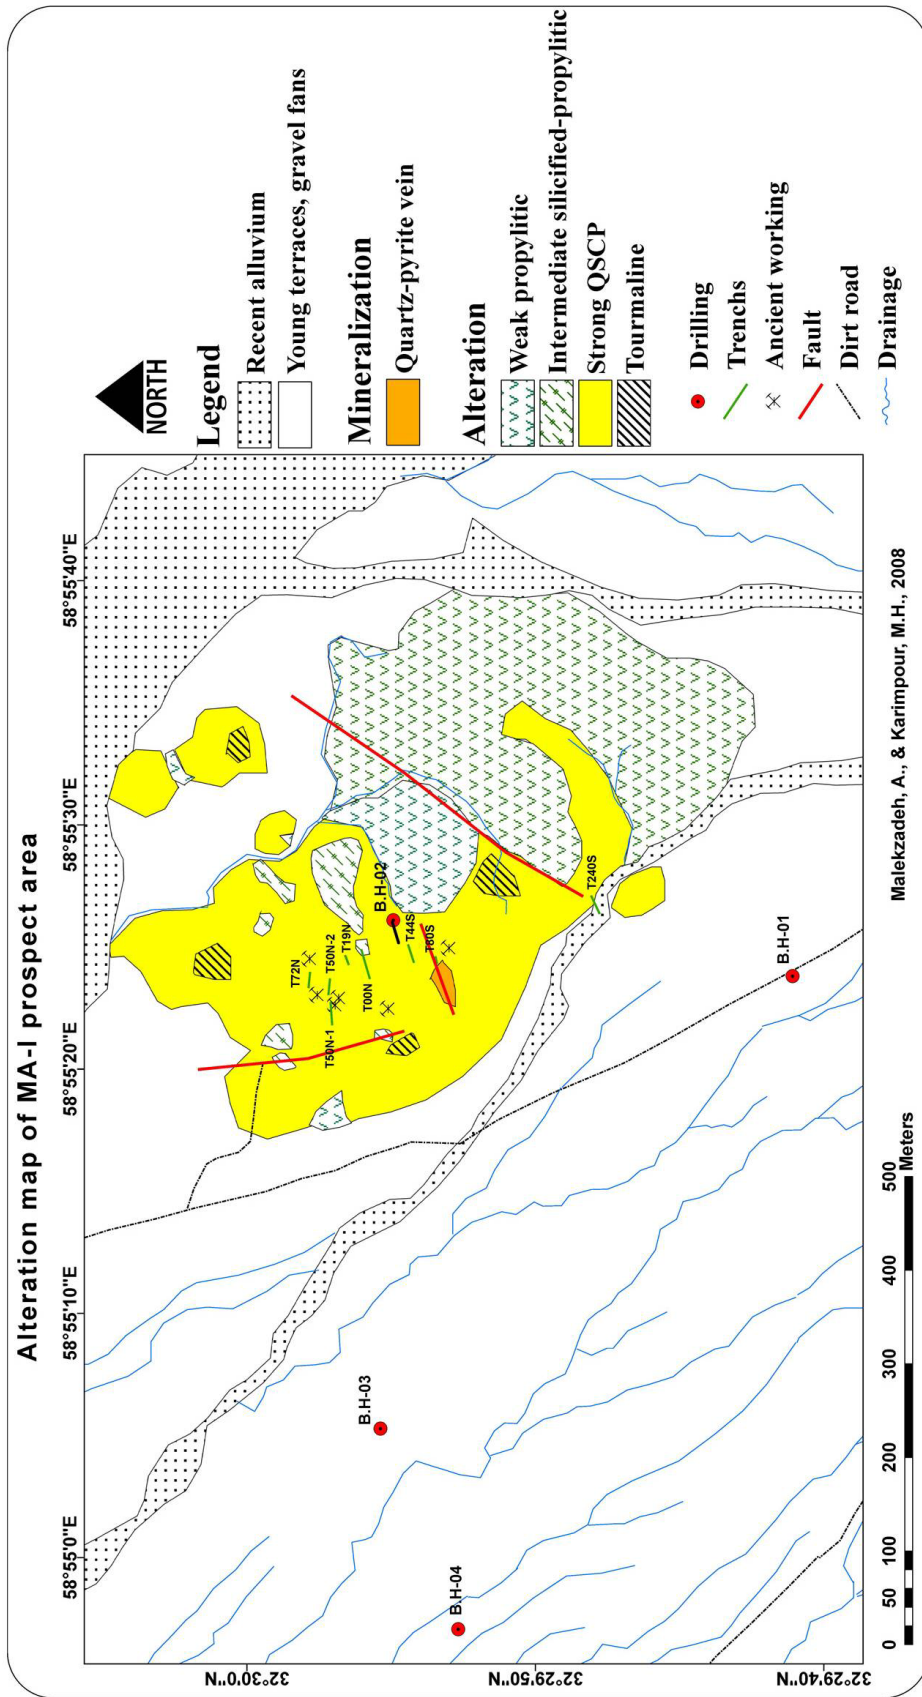 Alteration map of MA-I prospect area
58°55'0"E
58°55'10"E
58°55'20"E
58°55'30"E
58°55'40"E
32°30'0"N
32°29'50"N
32°29'40"N
B.H-04
B.H-03
B.H-01
B.H-02
T72N
T50N-2
T50N-1
T19N
T00N
T44S
T80S
T240S
NORTH
Legend
Recent alluvium
Young terraces, gravel fans
Mineralization
Quartz-pyrite vein
Alteration
Weak propylitic
Intermediate silicified-propylitic
Strong QSCP
Tourmaline
Drilling
Trenchs
Ancient working
Fault
Dirt road
Drainage
0 50 100 200 300 400 500
Meters
Malekzadeh, A., & Karimpour, M.H., 2008